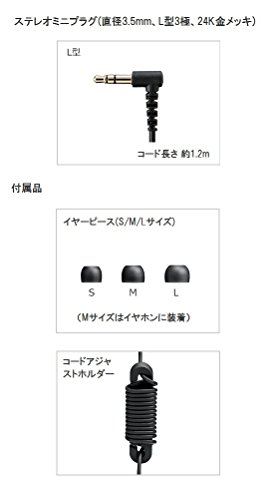 ステレオミニプラグ(直径3.5mm、L型3極、24K金メッキ)
L型
コード長さ 約1.2m
付属品
イヤーピース(S/M/Lサイズ)
S M L
(Mサイズはイヤホンに装着)
コードアジャ
ストホルダー